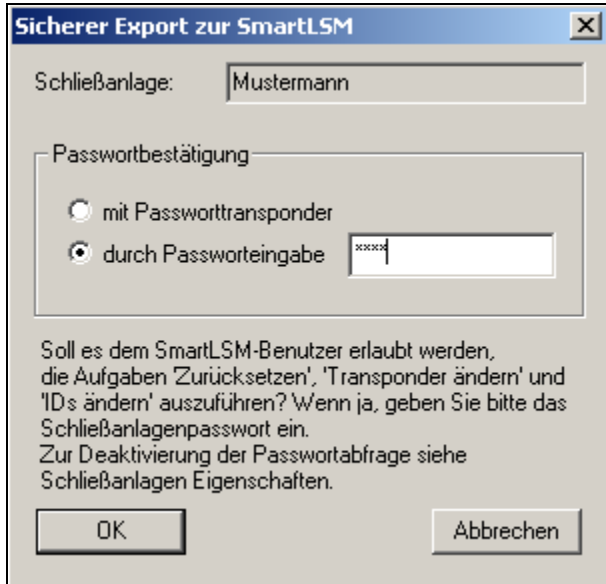 Sicherer Export zur SmartLSM
Schließanlage: Mustermann
Passwortbestätigung
mit Passworttransponder
durch Passworteingabe ****
Soll es dem SmartLSM-Benutzer erlaubt werden,
die Aufgaben 'Zurücksetzen', 'Transponder ändern' und
'IDs ändern' auszuführen? Wenn ja, geben Sie bitte das
Schließanlagenpasswort ein.
Zur Deaktivierung der Passwortabfrage siehe
Schließanlagen Eigenschaften.
OK Abbrechen